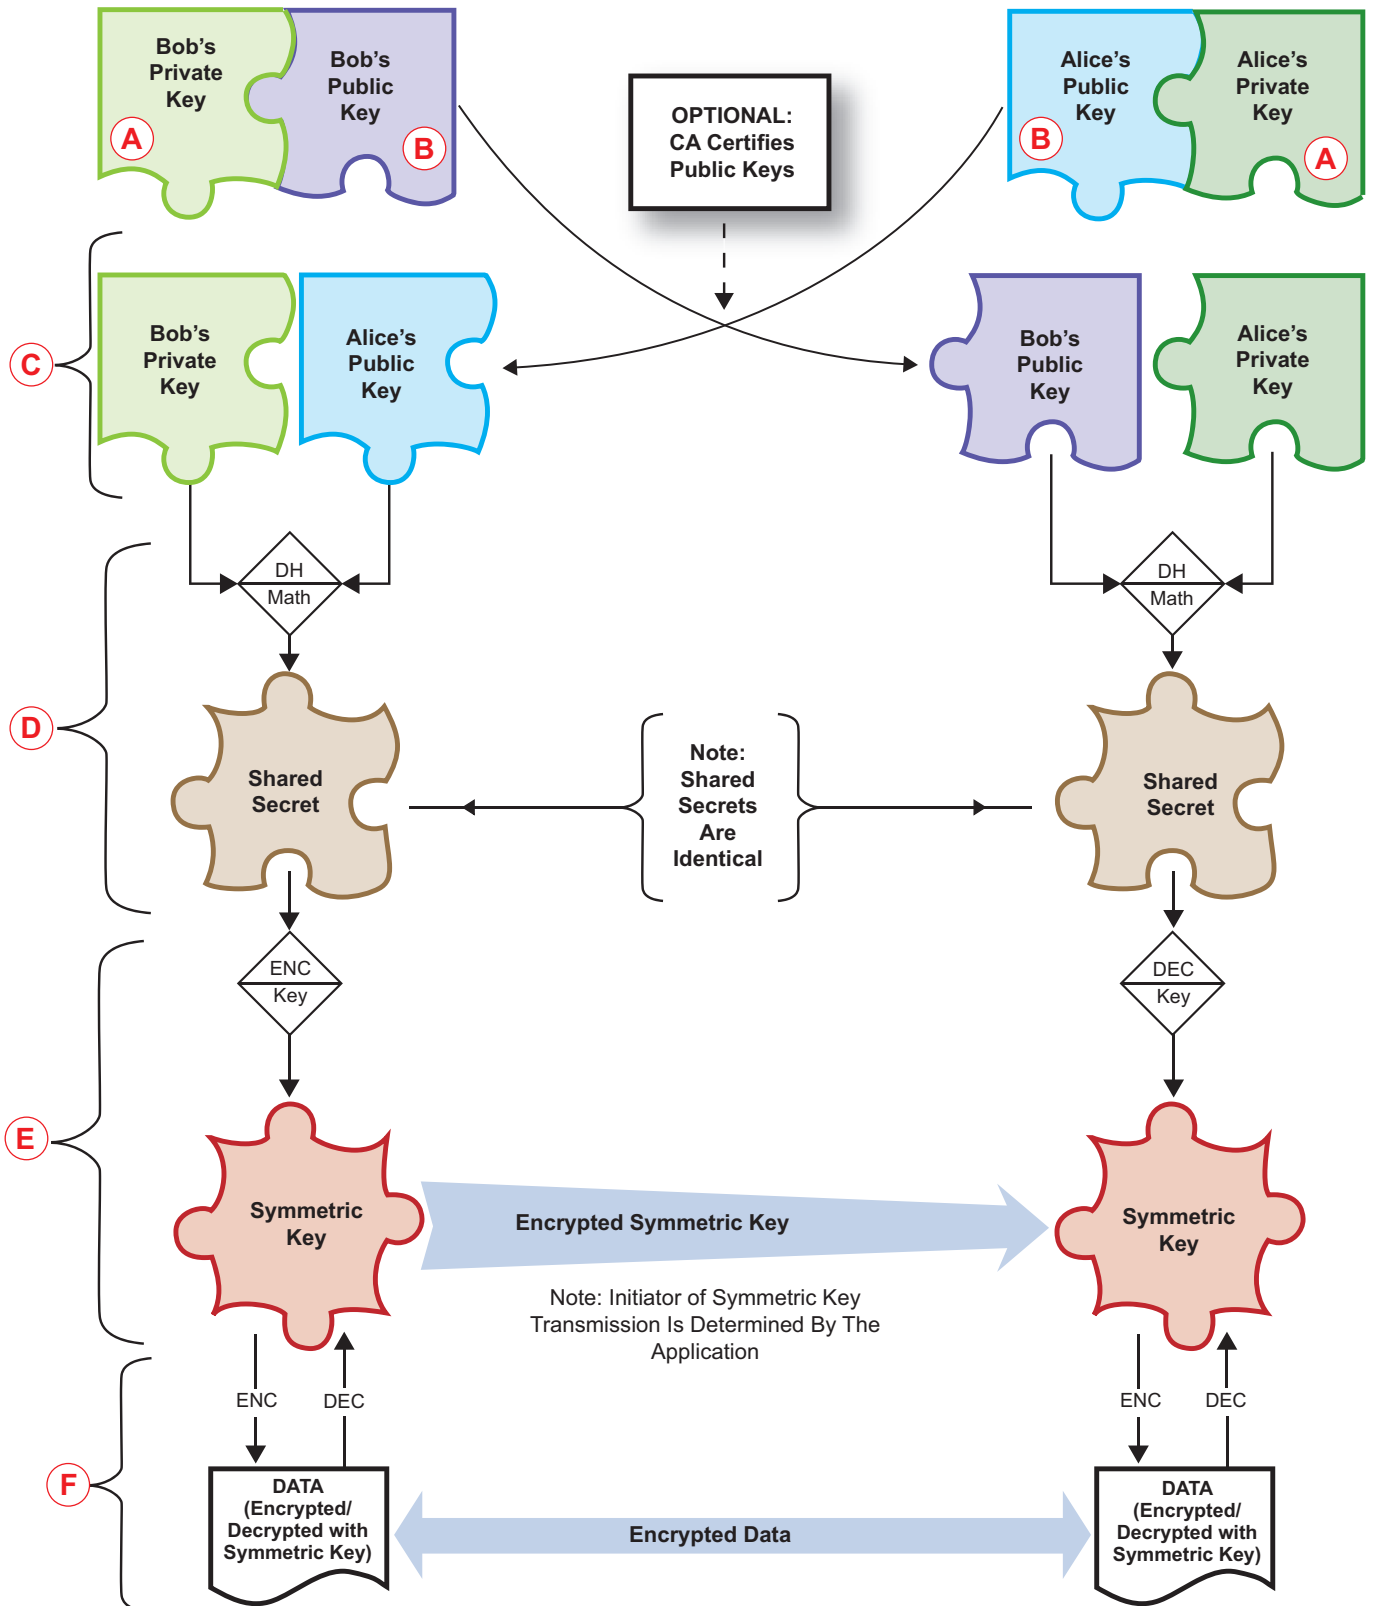 Bob's
Private
Key
A
Bob's
Public
Key
B
OPTIONAL:
CA Certifies
Public Keys
Alice's
Public
Key
B
Alice's
Private
Key
A
C
Bob's
Private
Key
Alice's
Public
Key
Bob's
Public
Key
Alice's
Private
Key
D
DH
Math
DH
Math
Shared
Secret
Note:
Shared
Secrets
Are
Identical
Shared
Secret
E
ENC
Key
DEC
Key
Symmetric
Key
Encrypted Symmetric Key
Symmetric
Key
Note: Initiator of Symmetric Key
Transmission Is Determined By The
Application
F
ENC
DEC
ENC
DEC
DATA
(Encrypted/
Decrypted with
Symmetric Key)
Encrypted Data
DATA
(Encrypted/
Decrypted with
Symmetric Key)